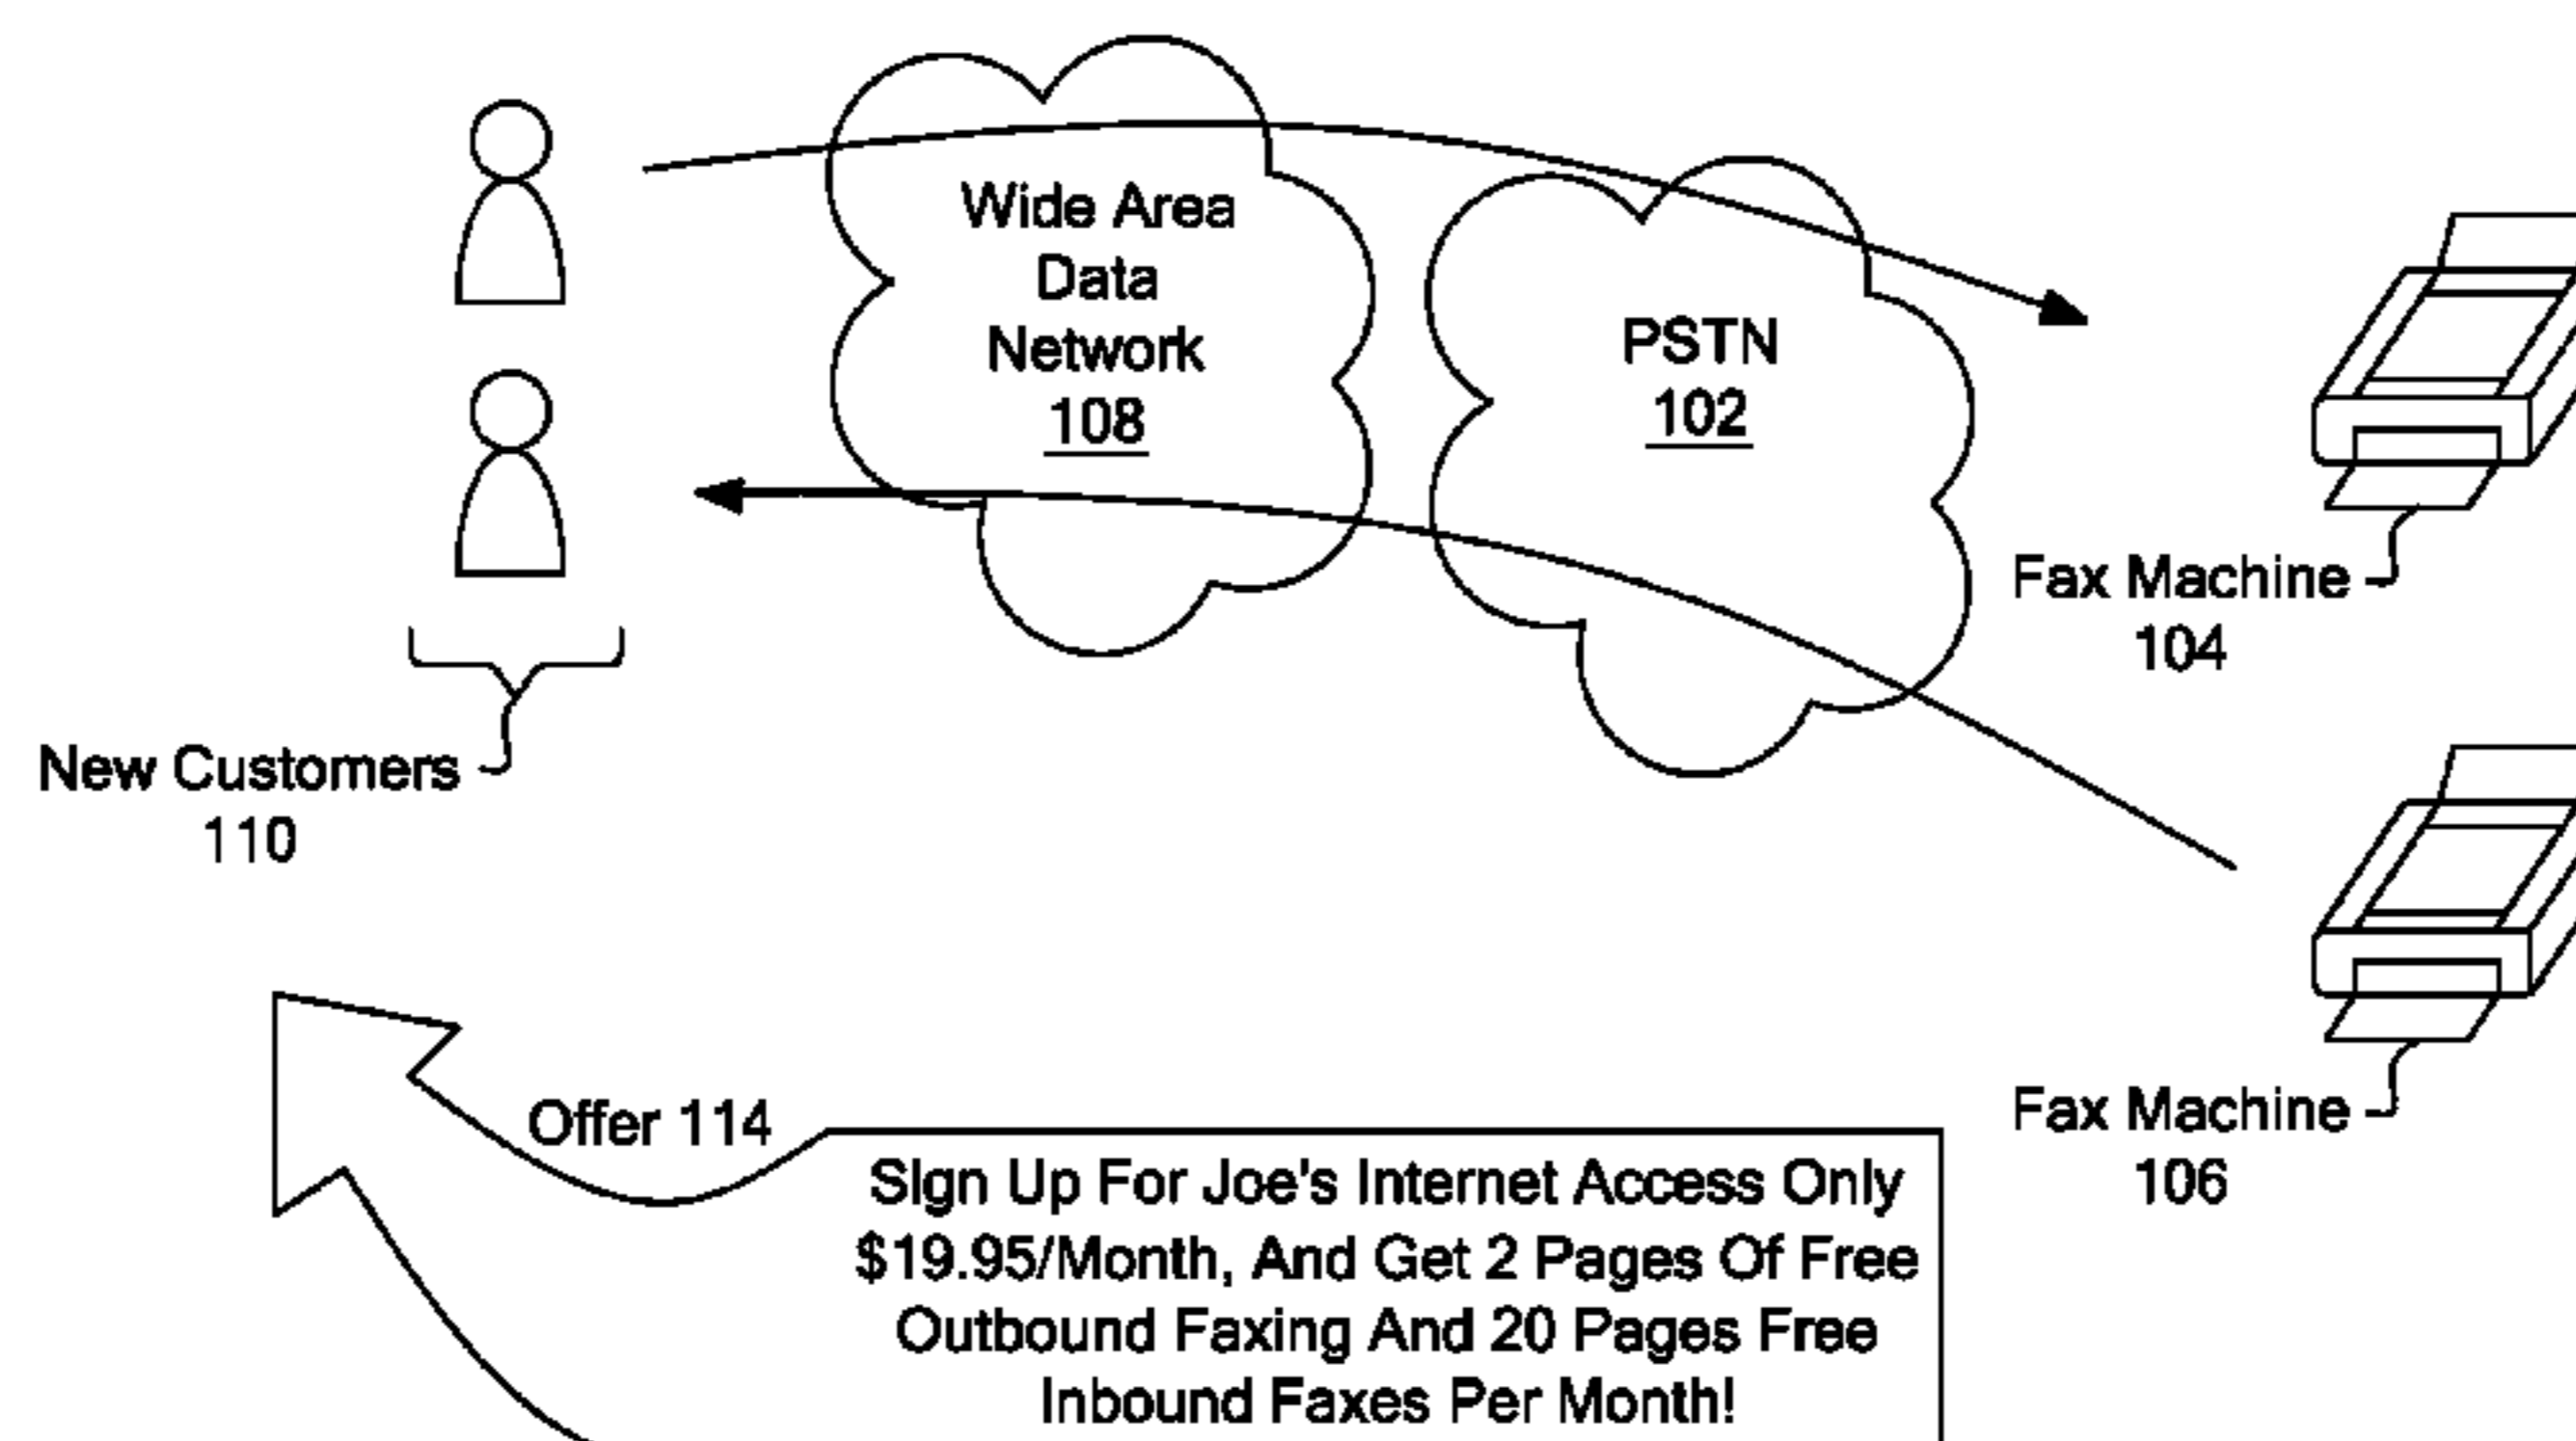 Wide Area
Data
Network
108
PSTN
102
Fax Machine
104
New Customers
110
Fax Machine
106
Offer 114
Sign Up For Joe's Internet Access Only
$19.95/Month, And Get 2 Pages Of Free
Outbound Faxing And 20 Pages Free
Inbound Faxes Per Month!